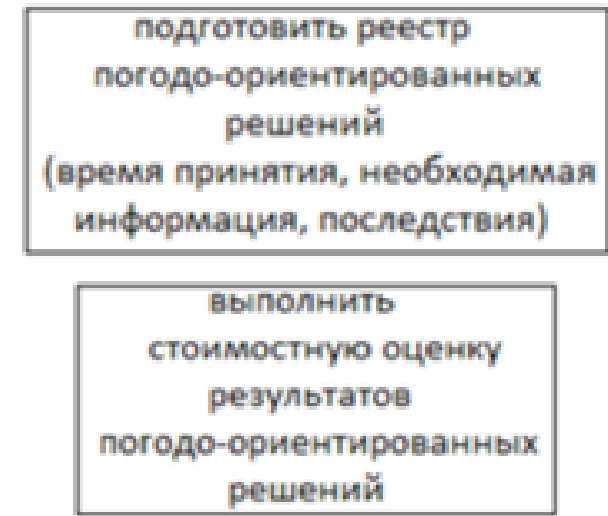 подготовить реестр
погодо-ориентированных
решений
(время принятия, необходимая
информация, последствия)
выполнить
стоимостную оценку
результатов
погодо-ориентированных
решений